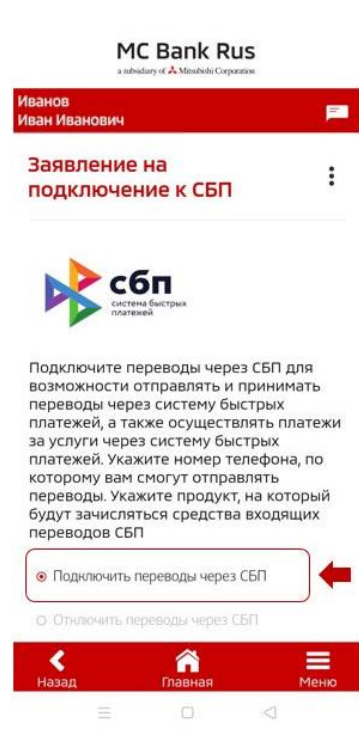 MC Bank Rus
a subsidiary of Mitsubishi Corporation
Иванов
Иван Иванович
Заявление на
подключение к СБП
сбп
система быстрых
платежей
Подключите переводы через СБП для
возможности отправлять и принимать
переводы через систему быстрых
платежей, а также осуществлять платежи
за услуги через систему быстрых
платежей. Укажите номер телефона, по
которому вам смогут отправлять
переводы. Укажите продукт, на который
будут зачисляться средства входящих
переводов СБП
Подключить переводы через СБП
Отключить переводы через СБП
Назад Главная Меню